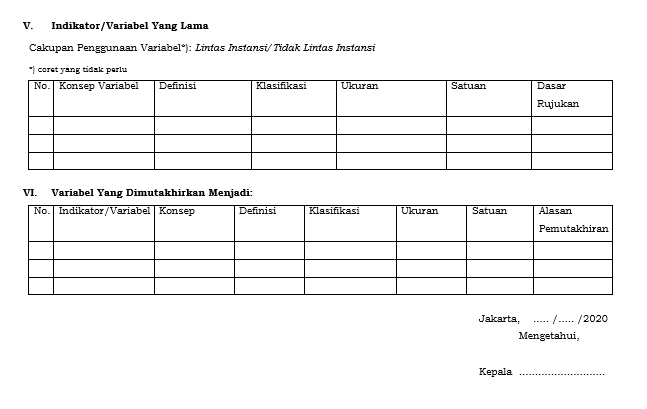 V. Indikator/Variabel Yang Lama
Cakupan Penggunaan Variabel*): Lintas Instansi/Tidak Lintas Instansi
*) coret yang tidak perlu
No. Konsep Variabel Definisi Klasifikasi Ukuran Satuan Dasar
Rujukan
VI. Variabel Yang Dimutakhirkan Menjadi:
No. Indikator/Variabel Konsep Definisi Klasifikasi Ukuran Satuan Alasan
Pemutakhiran
Jakarta, ..... /..... /2020
Mengetahui,
Kepala ...........................